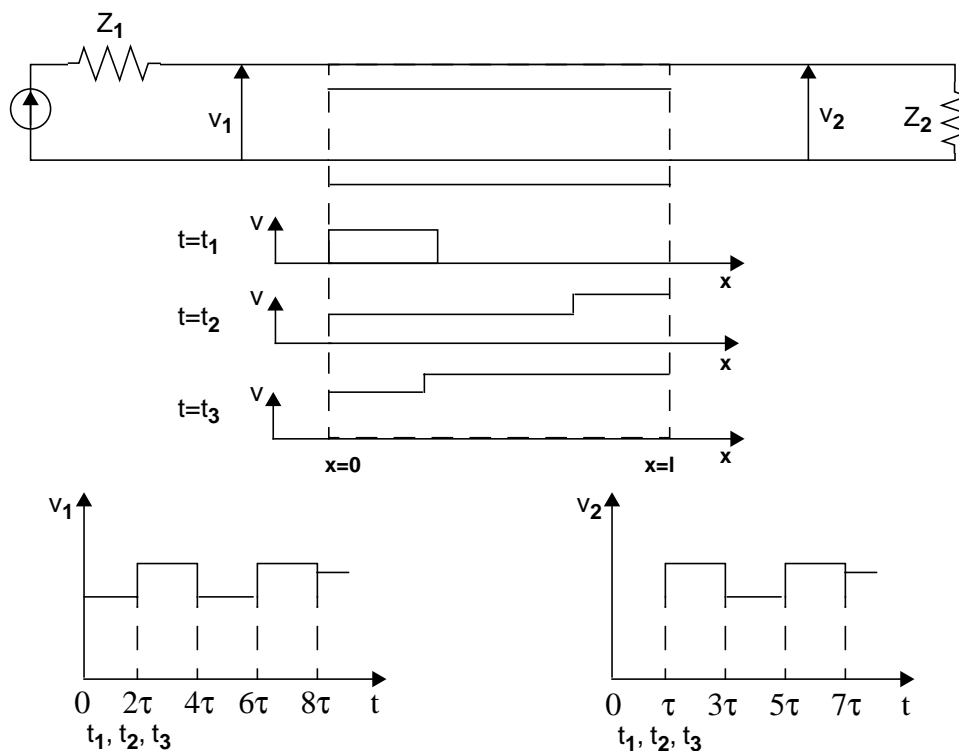 Z1
v1
v2
Z2
v
t=t1
x
v
t=t2
x
v
t=t3
x
x=0
x=l
v1
v2
0
2τ
4τ
6τ
8τ
t
0
τ
3τ
5τ
7τ
t
t1, t2, t3
t1, t2, t3